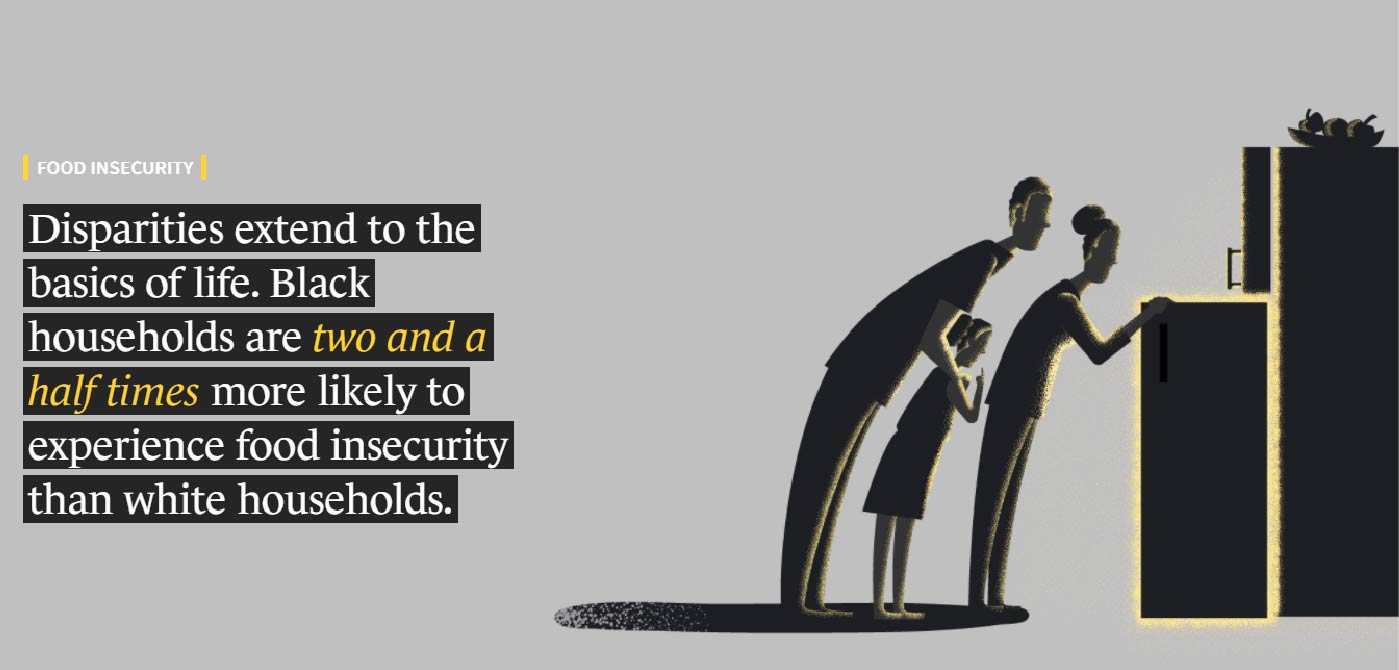 FOOD INSECURITY
Disparities extend to the
basics of life. Black
households are two and a
half times more likely to
experience food insecurity
than white households.